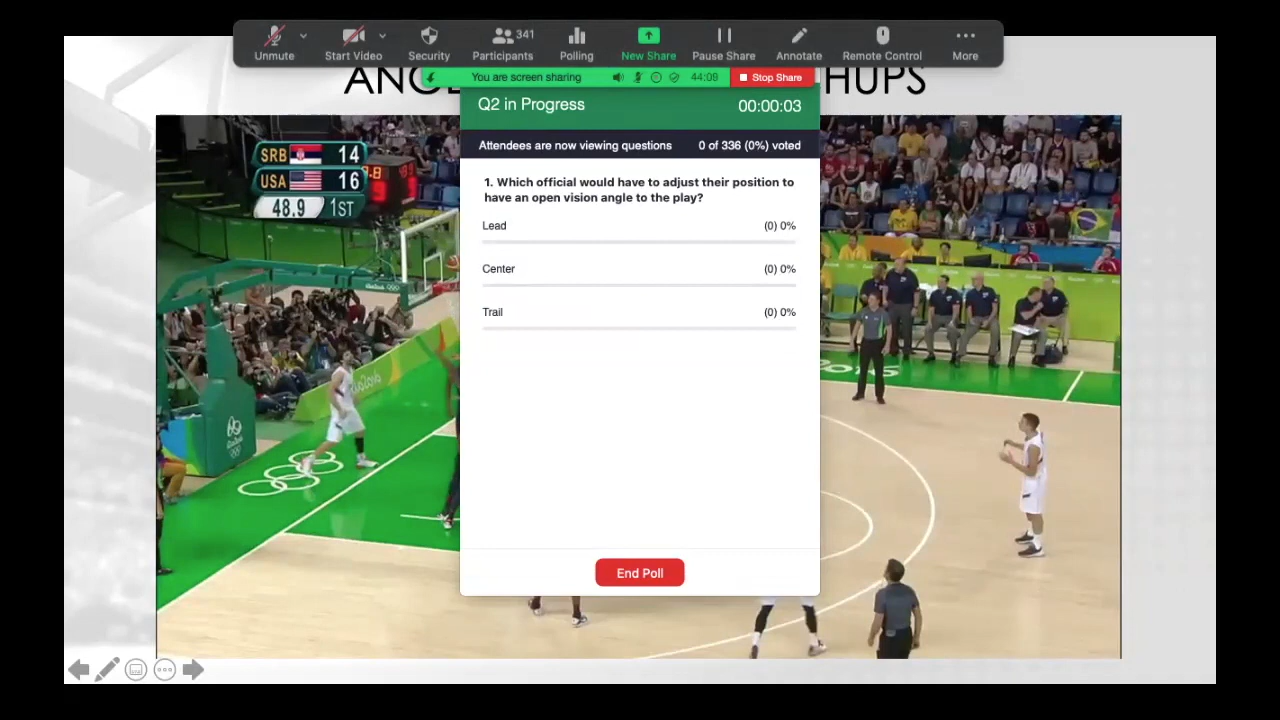 341
Unmute
Start Video
Security
Participants
Polling
New Share
Pause Share
Annotate
Remote Control
More
You are screen sharing
44:09
Stop Share
HUPS
Q2 in Progress
00:00:03
Attendees are now viewing questions
0 of 336 (0%) voted
1. Which official would have to adjust their position to
have an open vision angle to the play?
Lead
(0) 0%
Center
(0) 0%
Trail
(0) 0%
End Poll
SRB 14
USA 16
48.9 1ST